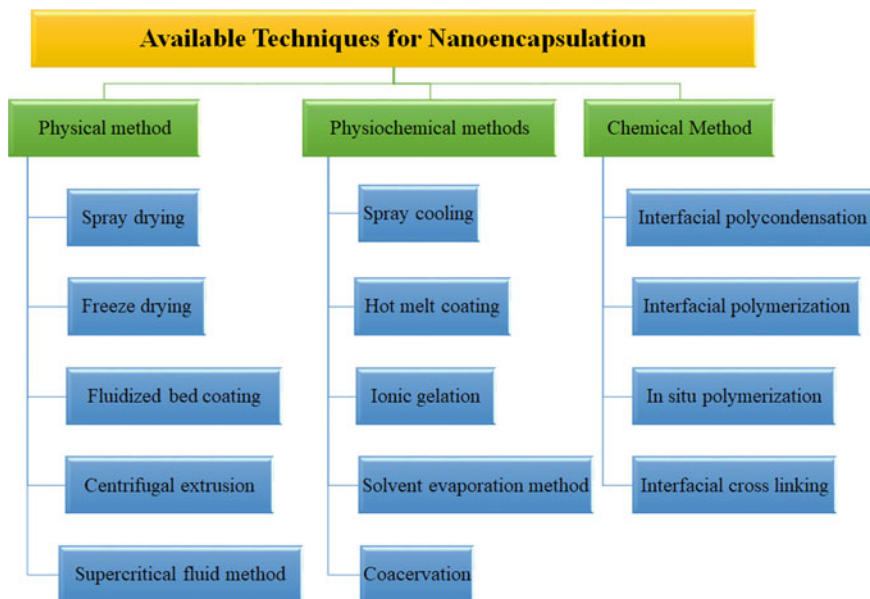 Available Techniques for Nanoencapsulation
Physical method
Spray drying
Freeze drying
Fluidized bed coating
Centrifugal extrusion
Supercritical fluid method
Physiochemical methods
Spray cooling
Hot melt coating
Ionic gelation
Solvent evaporation method
Coacervation
Chemical Method
Interfacial polycondensation
Interfacial polymerization
In situ polymerization
Interfacial cross linking